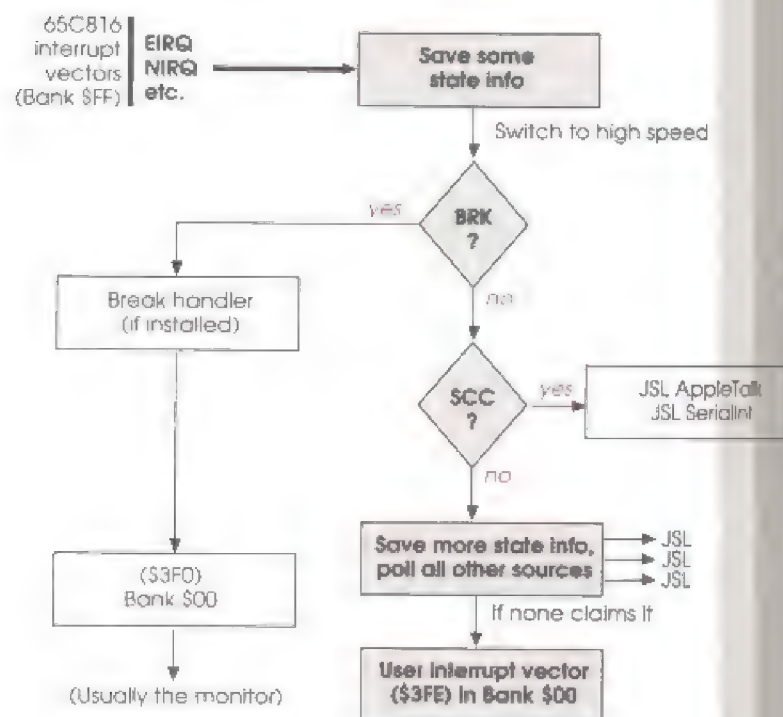 65C816
interrupt
vectors
(Bank $FF)
EIRQ
NIRQ
etc.
Save some
state info
Switch to high speed
BRK
?
yes
no
Break handler
(if installed)
SCC
?
yes
JSL AppleTalk
JSL SerialInt
no
Save more state info,
poll all other sources
JSL
JSL
JSL
If none claims it
($3F0)
Bank $00
(Usually the monitor)
User interrupt vector
($3FE) in Bank $00